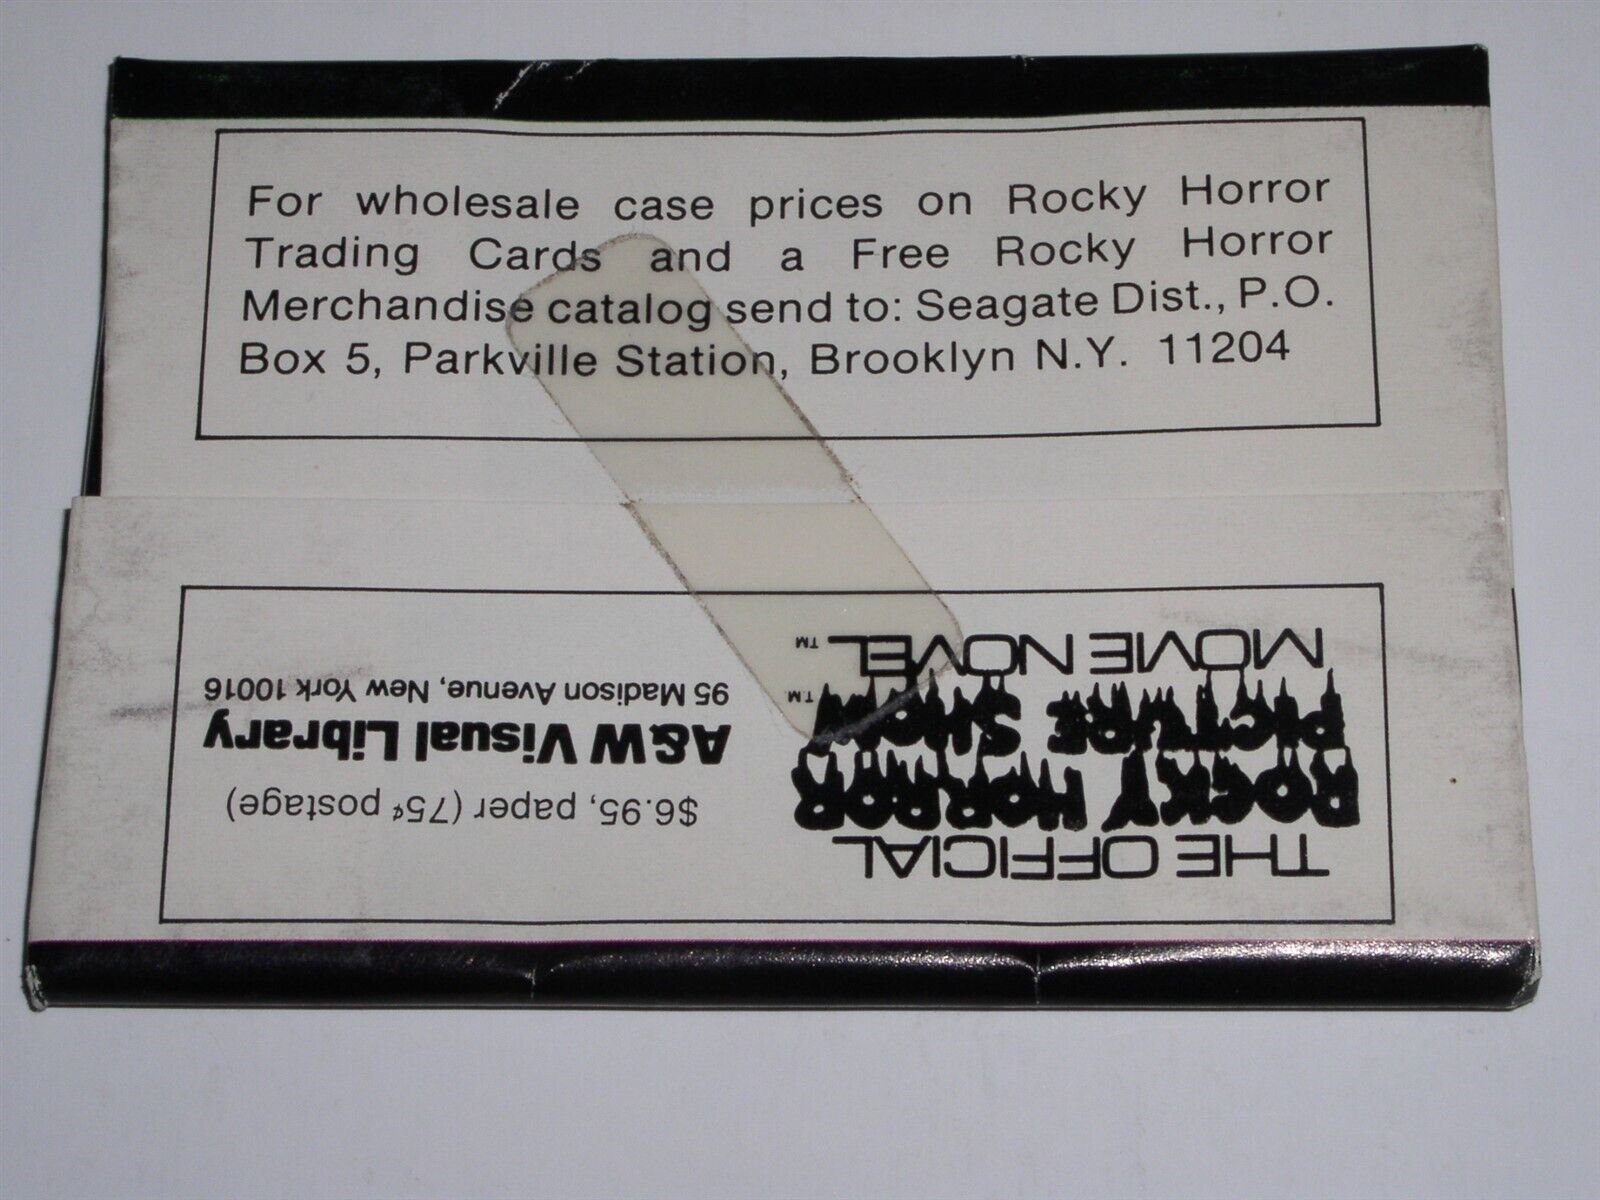 For wholesale case prices on Rocky Horror
Trading Cards and a Free Rocky Horror
Merchandise catalog send to: Seagate Dist., P.O.
Box 5, Parkville Station, Brooklyn N.Y. 11204
THE OFFICIAL
ROCKY HORROR
PICTURE SHOW™
MOVIE NOVEL™
$6.95, paper (75¢ postage)
A&W Visual Library
95 Madison Avenue, New York 10016